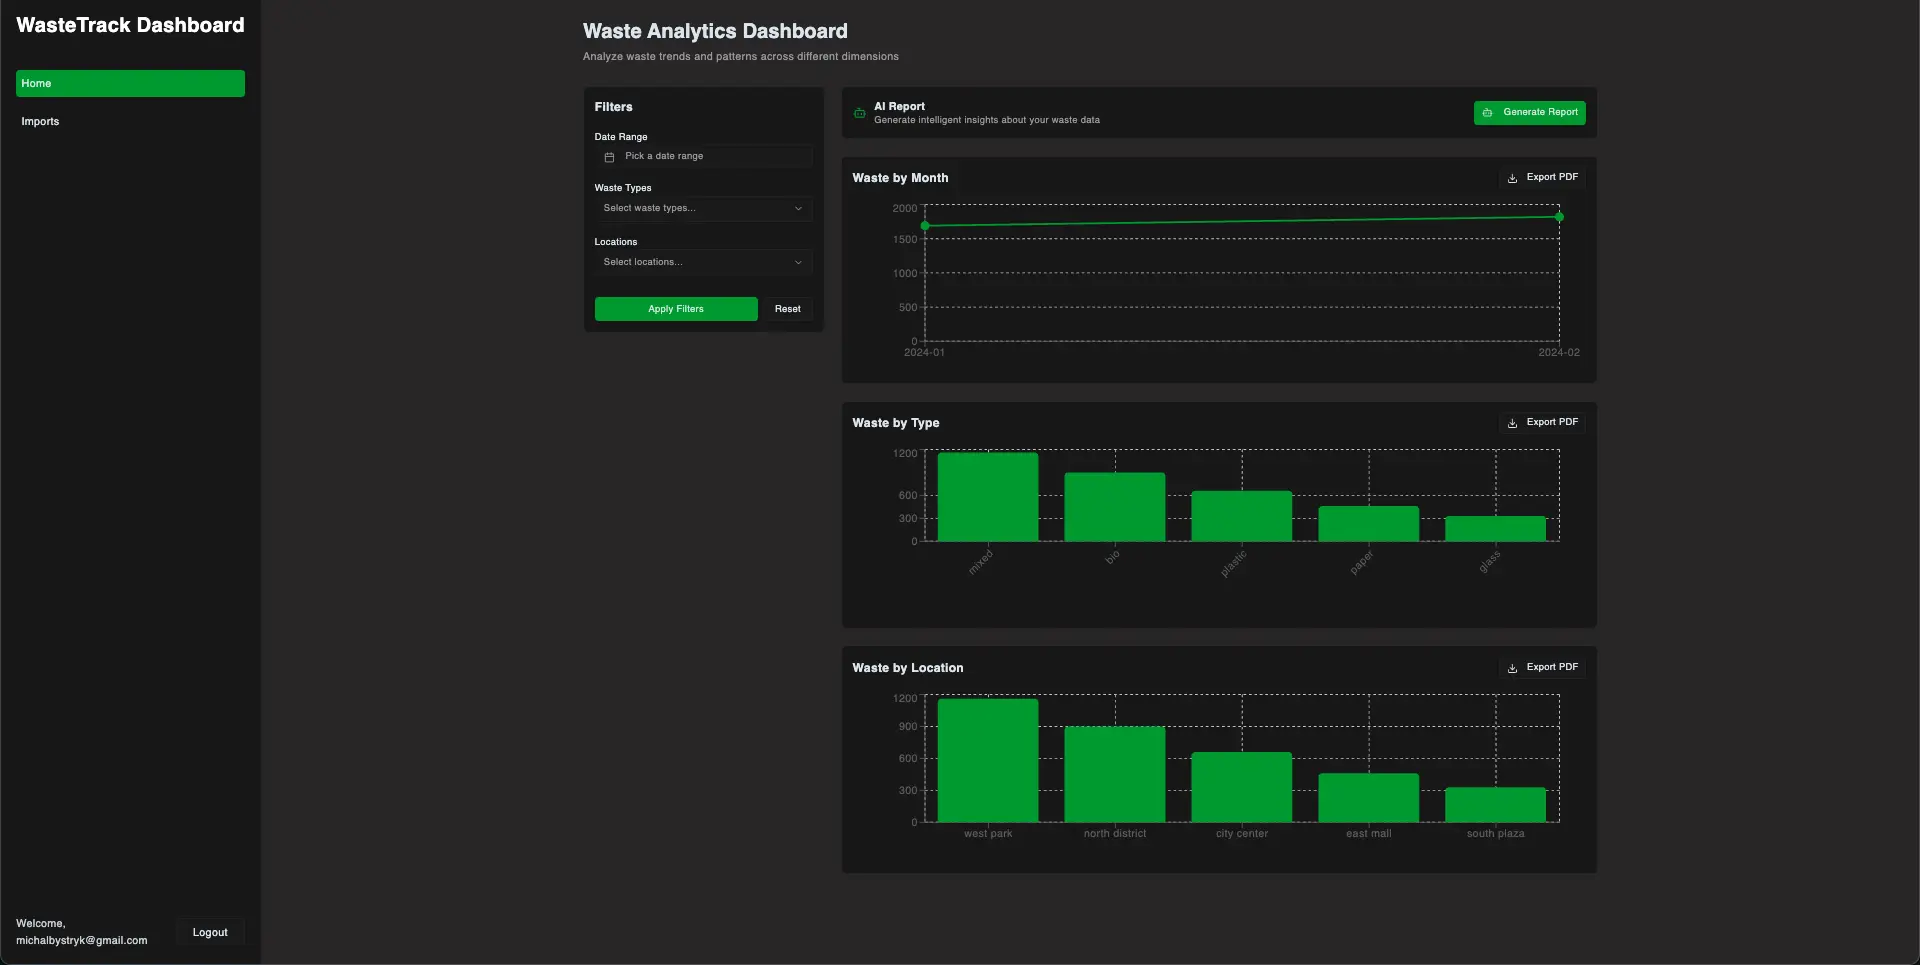 WasteTrack Dashboard
Home
Imports
Welcome,
michalbystryk@gmail.com
Logout
Waste Analytics Dashboard
Analyze waste trends and patterns across different dimensions
Filters
Date Range
Pick a date range
Waste Types
Select waste types...
Locations
Select locations...
Apply Filters
Reset
AI Report
Generate intelligent insights about your waste data
Generate Report
Waste by Month
Export PDF
2000
1500
1000
500
0
2024-01
2024-02
Waste by Type
Export PDF
1200
600
300
0
mixed
bio
plastic
paper
glass
Waste by Location
Export PDF
1200
900
600
300
0
west park
north district
city center
east mall
south plaza